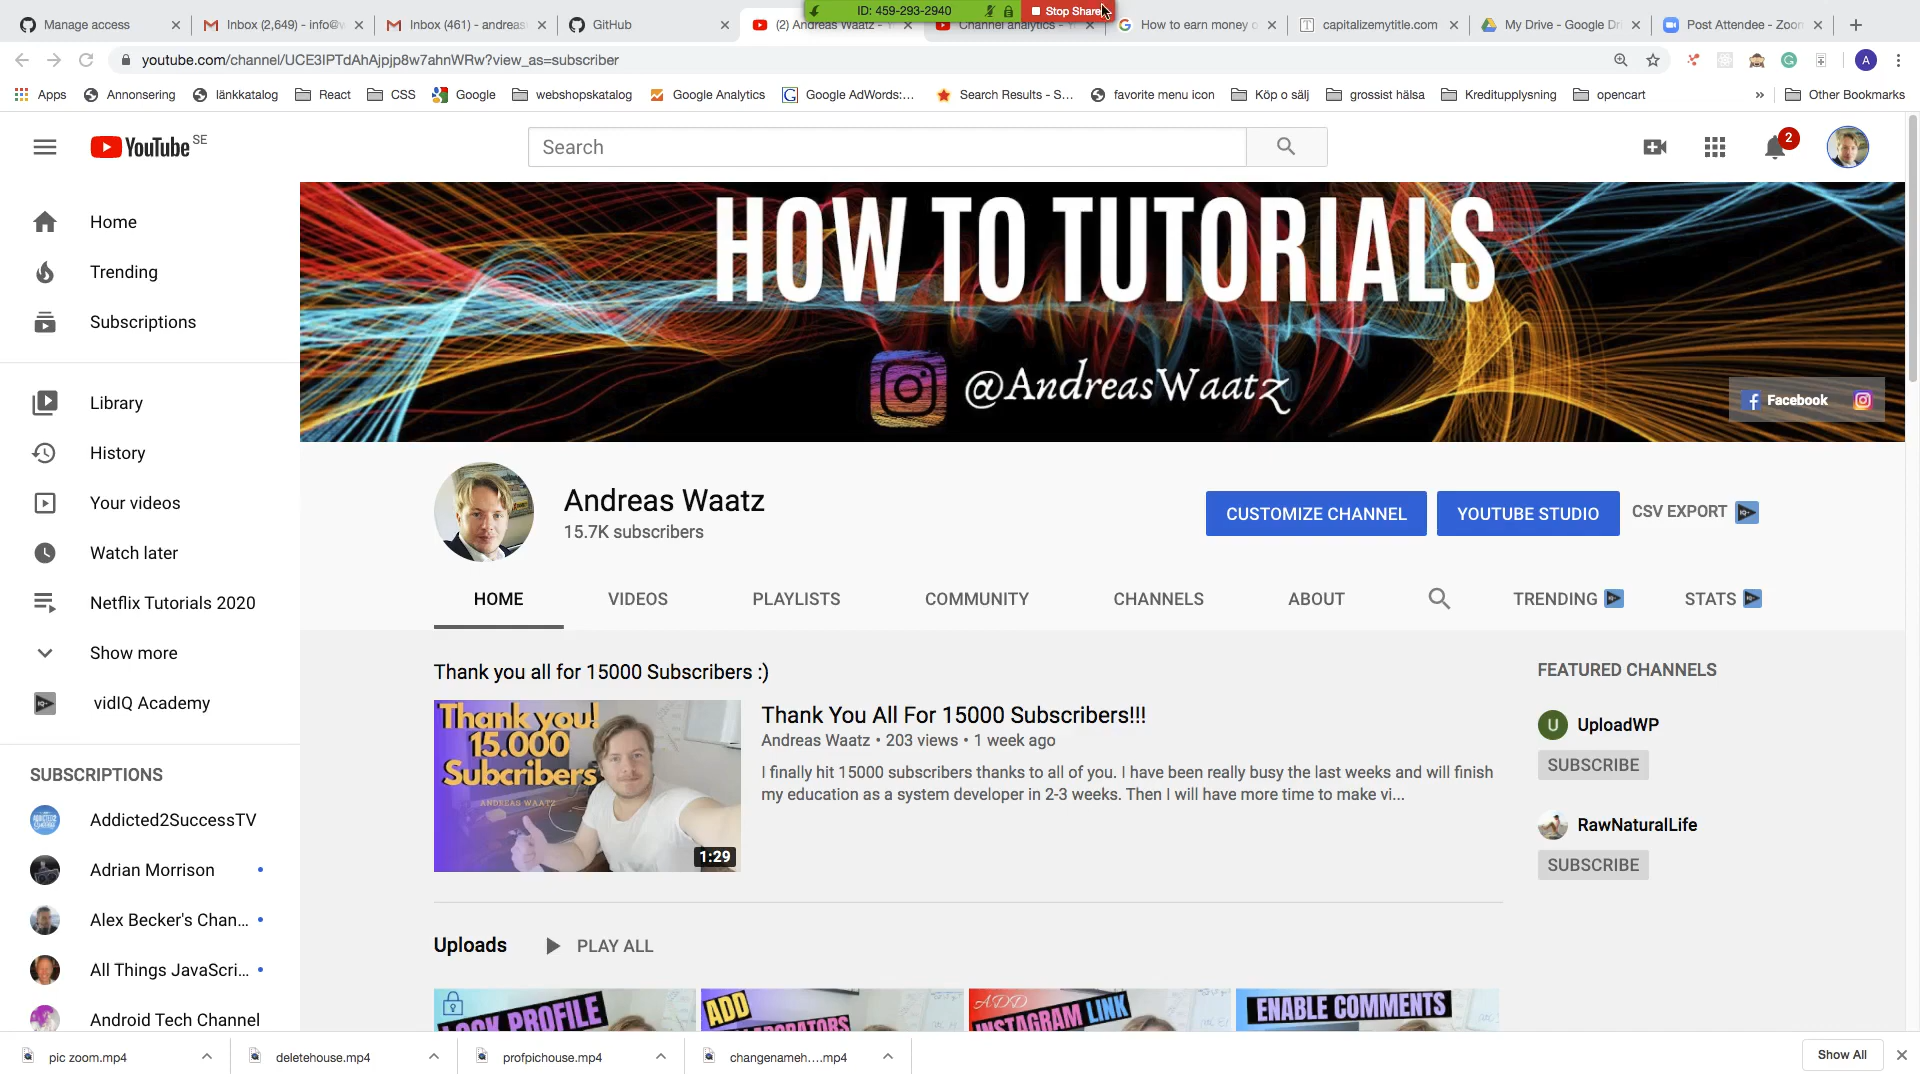 ID: 459-293-2940 Stop Share
Manage access
Inbox (2,649) - info@
Inbox (461) - andreas
GitHub
(2) Andreas Waatz -
Channel analytics -
How to earn money
capitalizemytitle.com
My Drive - Google Dri
Post Attendee - Zoom
youtube.com/channel/UCE3IPTdAhAjpjp8w7ahnWRw?view_as=subscriber
A
Apps
Annonsering
länkkatalog
React
CSS
Google
webshopskatalog
Google Analytics
Google AdWords:...
Search Results - S...
favorite menu icon
Köp o sälj
grossist hälsa
Kreditupplysning
opencart
»
Other Bookmarks
YouTube SE
Search
2
Home
Trending
Subscriptions
Library
History
Your videos
Watch later
Netflix Tutorials 2020
Show more
vidIQ Academy
SUBSCRIPTIONS
Addicted2SuccessTV
Adrian Morrison
Alex Becker's Chan...
All Things JavaScri...
Android Tech Channel
HOW TO TUTORIALS
@AndreasWaatz
Facebook
Andreas Waatz
15.7K subscribers
CUSTOMIZE CHANNEL
YOUTUBE STUDIO
CSV EXPORT
HOME
VIDEOS
PLAYLISTS
COMMUNITY
CHANNELS
ABOUT
TRENDING
STATS
Thank you all for 15000 Subscribers :)
Thank you!
15.000
Subcribers
ANDREAS WAATZ
1:29
Thank You All For 15000 Subscribers!!!
Andreas Waatz • 203 views • 1 week ago
I finally hit 15000 subscribers thanks to all of you. I have been really busy the last weeks and will finish
my education as a system developer in 2-3 weeks. Then I will have more time to make vi...
FEATURED CHANNELS
U
UploadWP
SUBSCRIBE
RawNaturalLife
SUBSCRIBE
Uploads
PLAY ALL
LOCK PROFILE
ADD
COLLABORATORS
ADD
INSTAGRAM LINK
ENABLE COMMENTS
pic zoom.mp4
deletehouse.mp4
profpichouse.mp4
changenameh....mp4
Show All